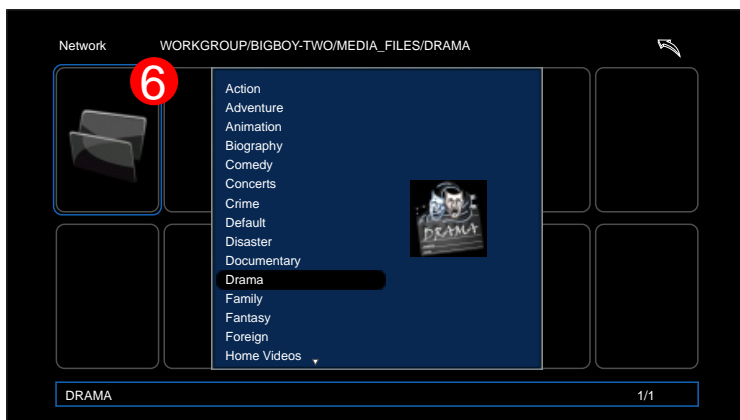 Network WORKGROUP/BIGBOY-TWO/MEDIA_FILES/DRAMA
6
Action
Adventure
Animation
Biography
Comedy
Concerts
Crime
Default
Disaster
Documentary
Drama
Family
Fantasy
Foreign
Home Videos
DRAMA
DRAMA 1/1